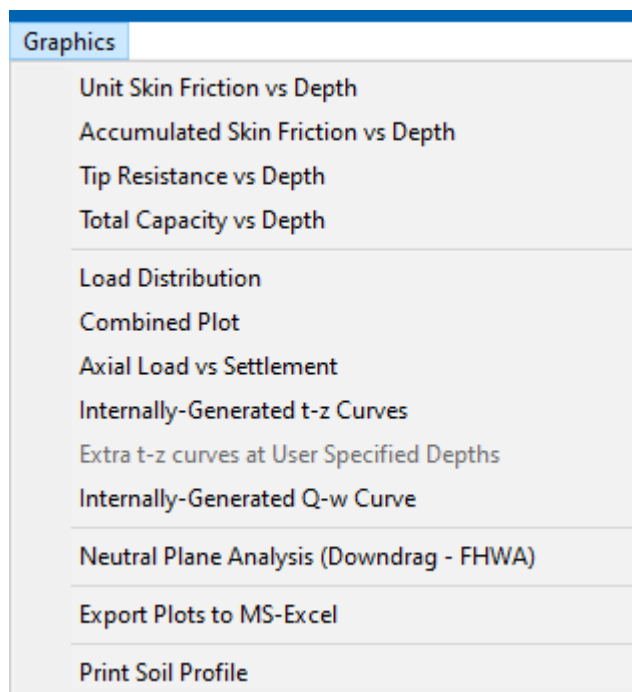 Graphics
Unit Skin Friction vs Depth
Accumulated Skin Friction vs Depth
Tip Resistance vs Depth
Total Capacity vs Depth
Load Distribution
Combined Plot
Axial Load vs Settlement
Internally-Generated t-z Curves
Extra t-z curves at User Specified Depths
Internally-Generated Q-w Curve
Neutral Plane Analysis (Downdrag - FHWA)
Export Plots to MS-Excel
Print Soil Profile